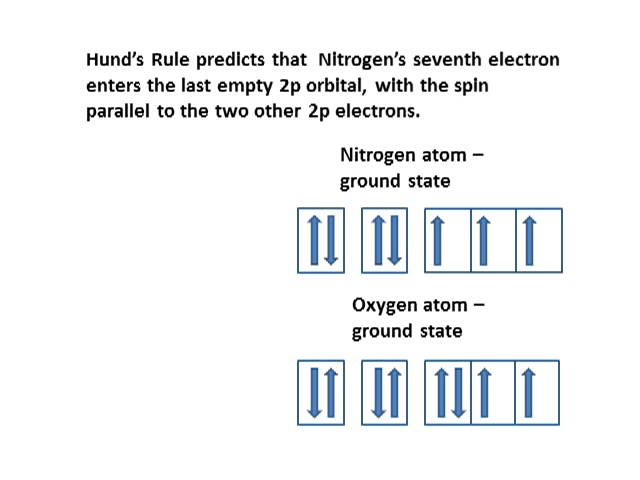 Hund’s Rule predicts that  Nitrogen’s seventh electron
enters the last empty 2p orbital, with the spin
parallel to the two other 2p electrons.
Nitrogen atom –
ground state
Oxygen atom –
ground state